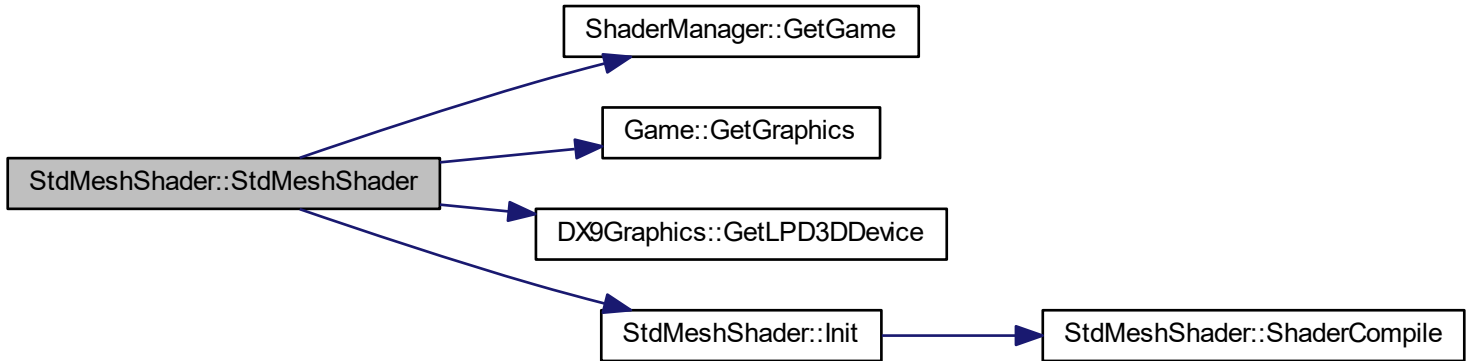 ShaderManager::GetGame
Game::GetGraphics
StdMeshShader::StdMeshShader
DX9Graphics::GetLPD3DDevice
StdMeshShader::Init
StdMeshShader::ShaderCompile